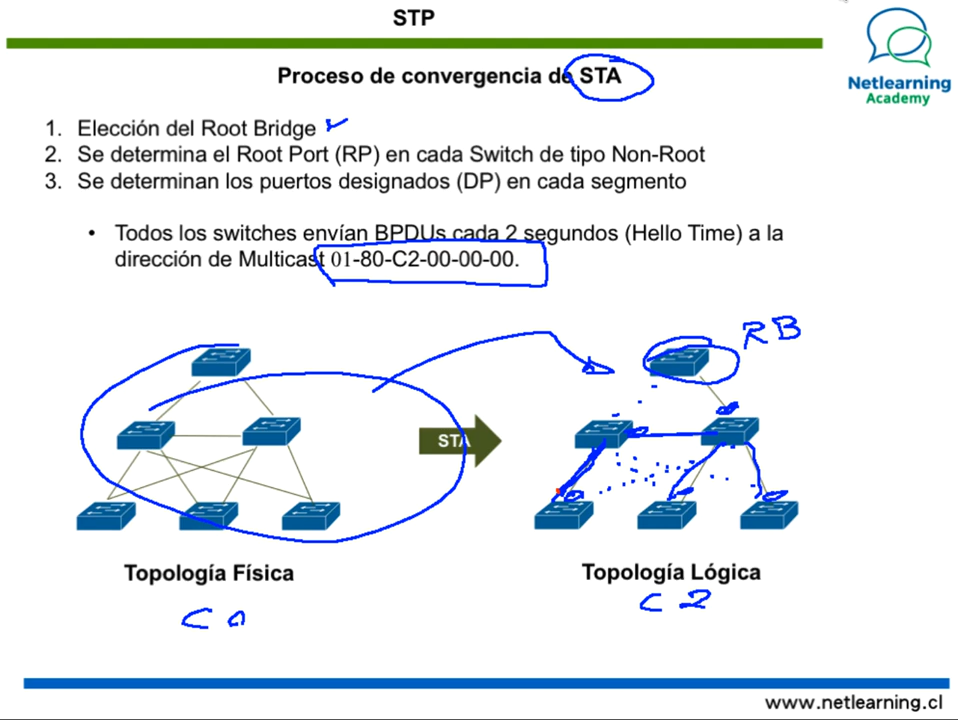 STP
Netlearning
Academy
Proceso de convergencia de STA
1. Elección del Root Bridge
2. Se determina el Root Port (RP) en cada Switch de tipo Non-Root
3. Se determinan los puertos designados (DP) en cada segmento
• Todos los switches envían BPDUs cada 2 segundos (Hello Time) a la
dirección de Multicast 01-80-C2-00-00-00.
RB
STA
Topología Física
Topología Lógica
C 2
www.netlearning.cl